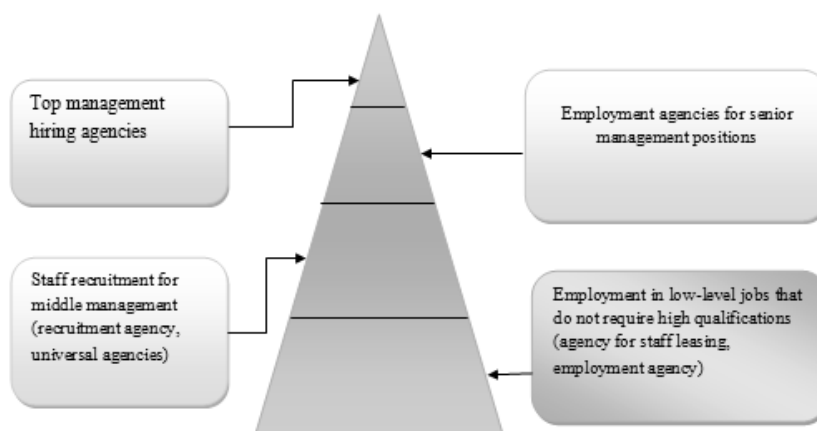 Top management
hiring agencies
Employment agencies for senior
management positions
Staff recruitment for
middle management
(recruitment agency,
universal agencies)
Employment in low-level jobs that
do not require high qualifications
(agency for staff leasing,
employment agency)